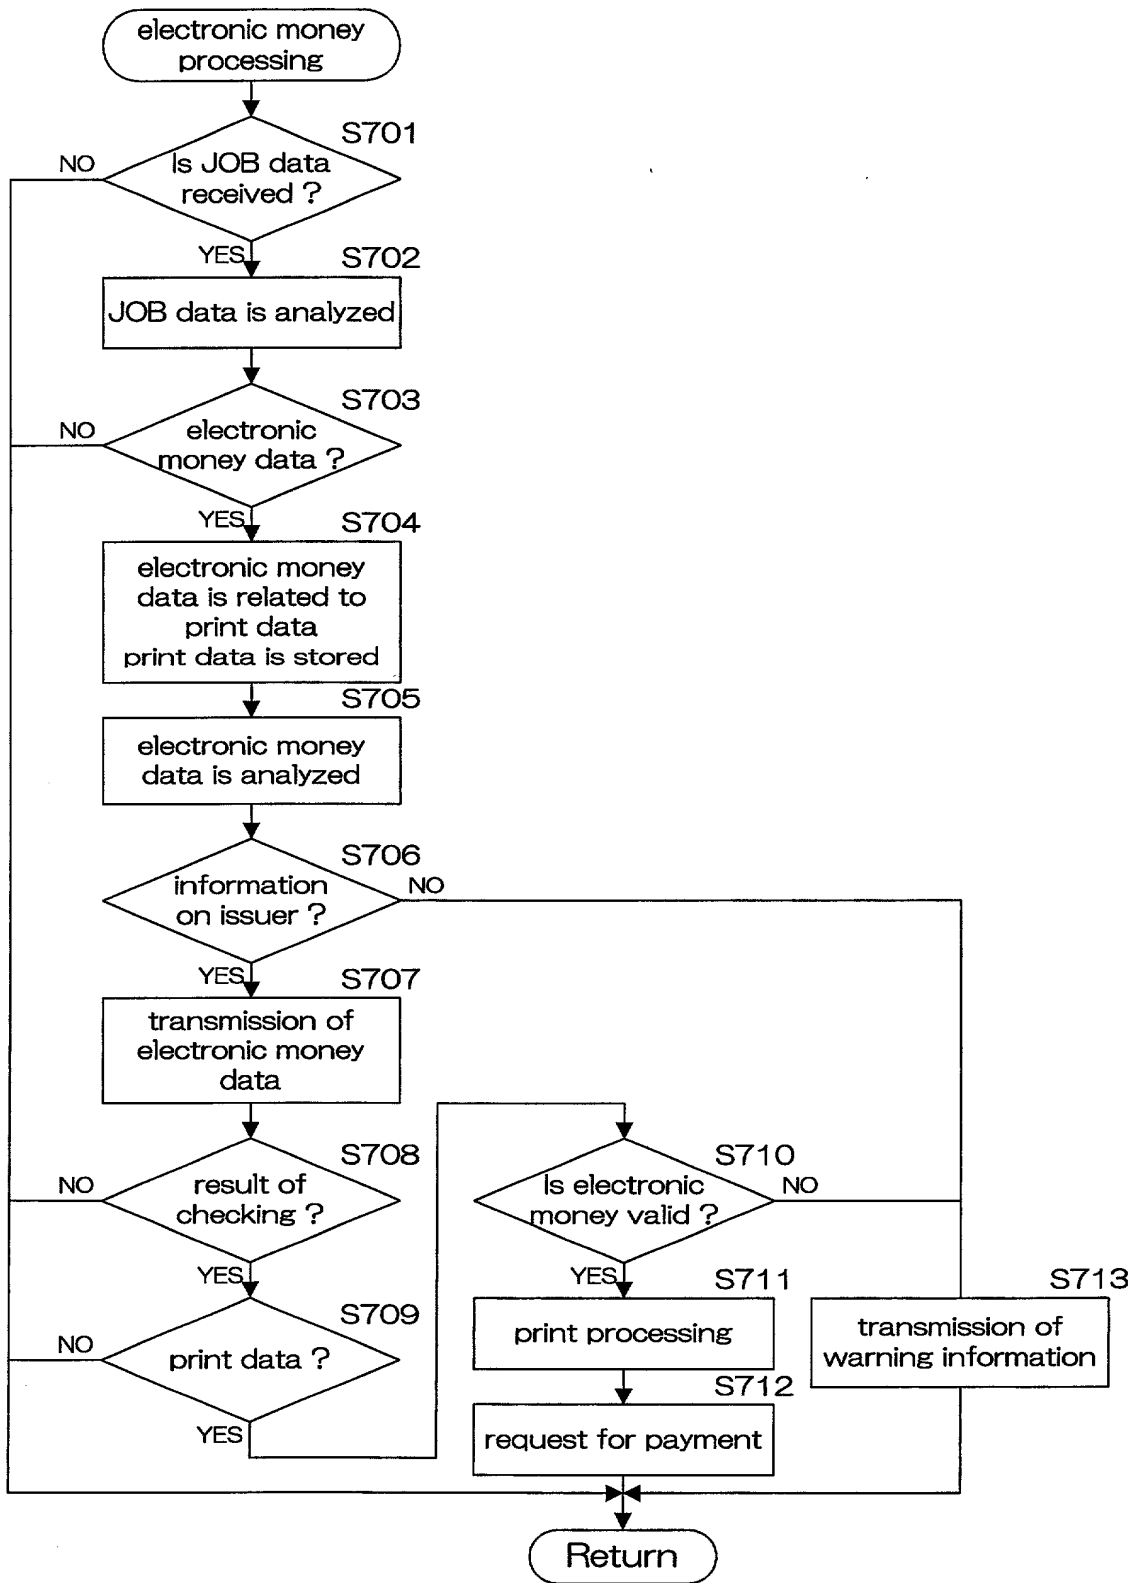 electronic money
processing
S701
NO
Is JOB data
received ?
YES
S702
JOB data is analyzed
S703
NO
electronic
money data ?
YES
S704
electronic money
data is related to
print data
print data is stored
S705
electronic money
data is analyzed
S706
information
on issuer ?
NO
YES
S707
transmission of
electronic money
data
S708
NO
result of
checking ?
YES
S709
NO
print data ?
YES
S710
Is electronic
money valid ?
NO
YES
S711
print processing
S712
request for payment
S713
transmission of
warning information
Return